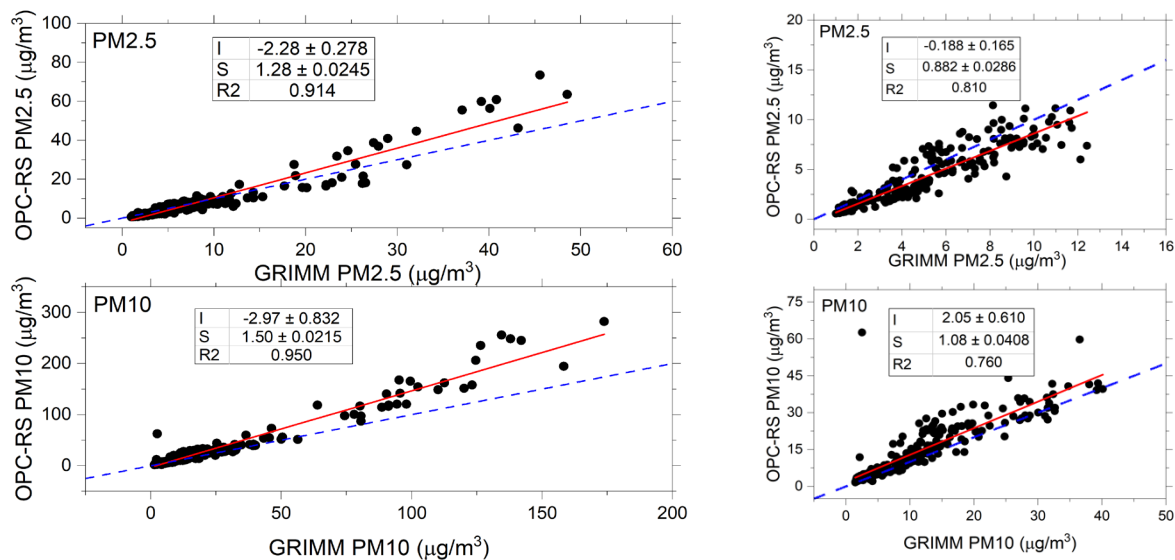 PM2.5
I -2.28 ± 0.278
S 1.28 ± 0.0245
R2 0.914
OPC-RS PM2.5 (µg/m³)
100
80
60
40
20
0
0 10 20 30 40 50 60
GRIMM PM2.5 (µg/m³)
PM2.5
I -0.188 ± 0.165
S 0.882 ± 0.0286
R2 0.810
OPC-RS PM2.5 (µg/m³)
20
15
10
5
0
0 2 4 6 8 10 12 14 16
GRIMM PM2.5 (µg/m³)
PM10
I -2.97 ± 0.832
S 1.50 ± 0.0215
R2 0.950
OPC-RS PM10 (µg/m³)
300
200
100
0
0 50 100 150 200
GRIMM PM10 (µg/m³)
PM10
I 2.05 ± 0.610
S 1.08 ± 0.0408
R2 0.760
OPC-RS PM10 (µg/m³)
75
60
45
30
15
0
0 10 20 30 40 50
GRIMM PM10 (µg/m³)